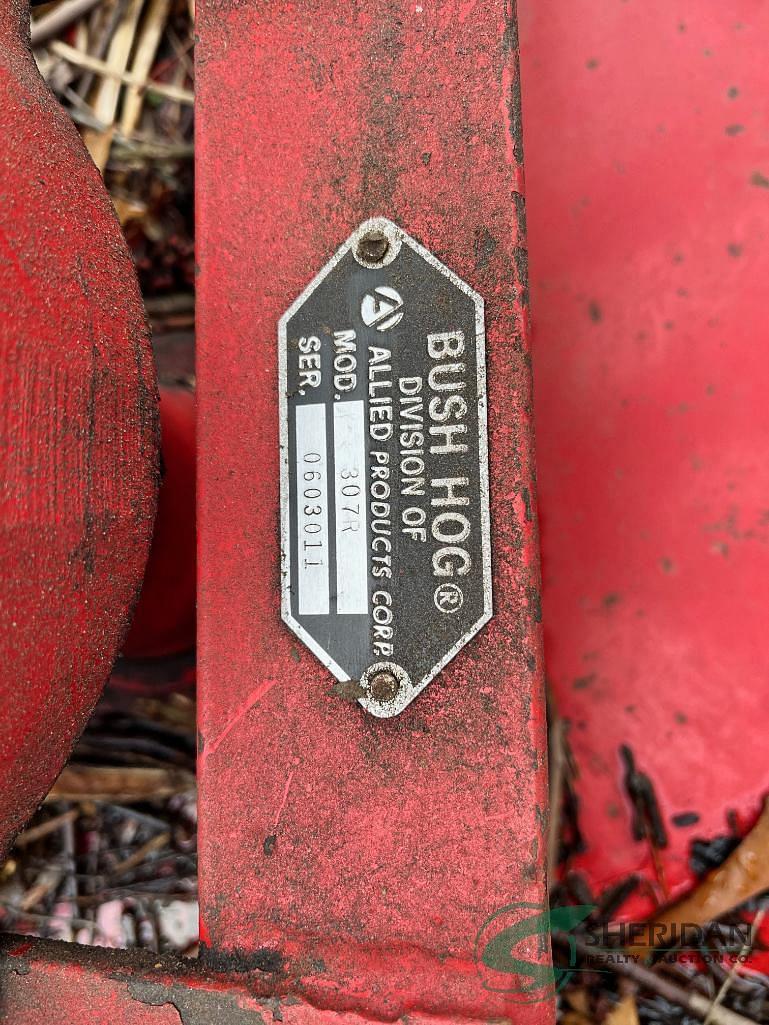 BUSH HOG®
DIVISION OF
ALLIED PRODUCTS CORP.
MOD. 307R
SER. 0603011
SHERIDAN
REALTY & AUCTION CO.